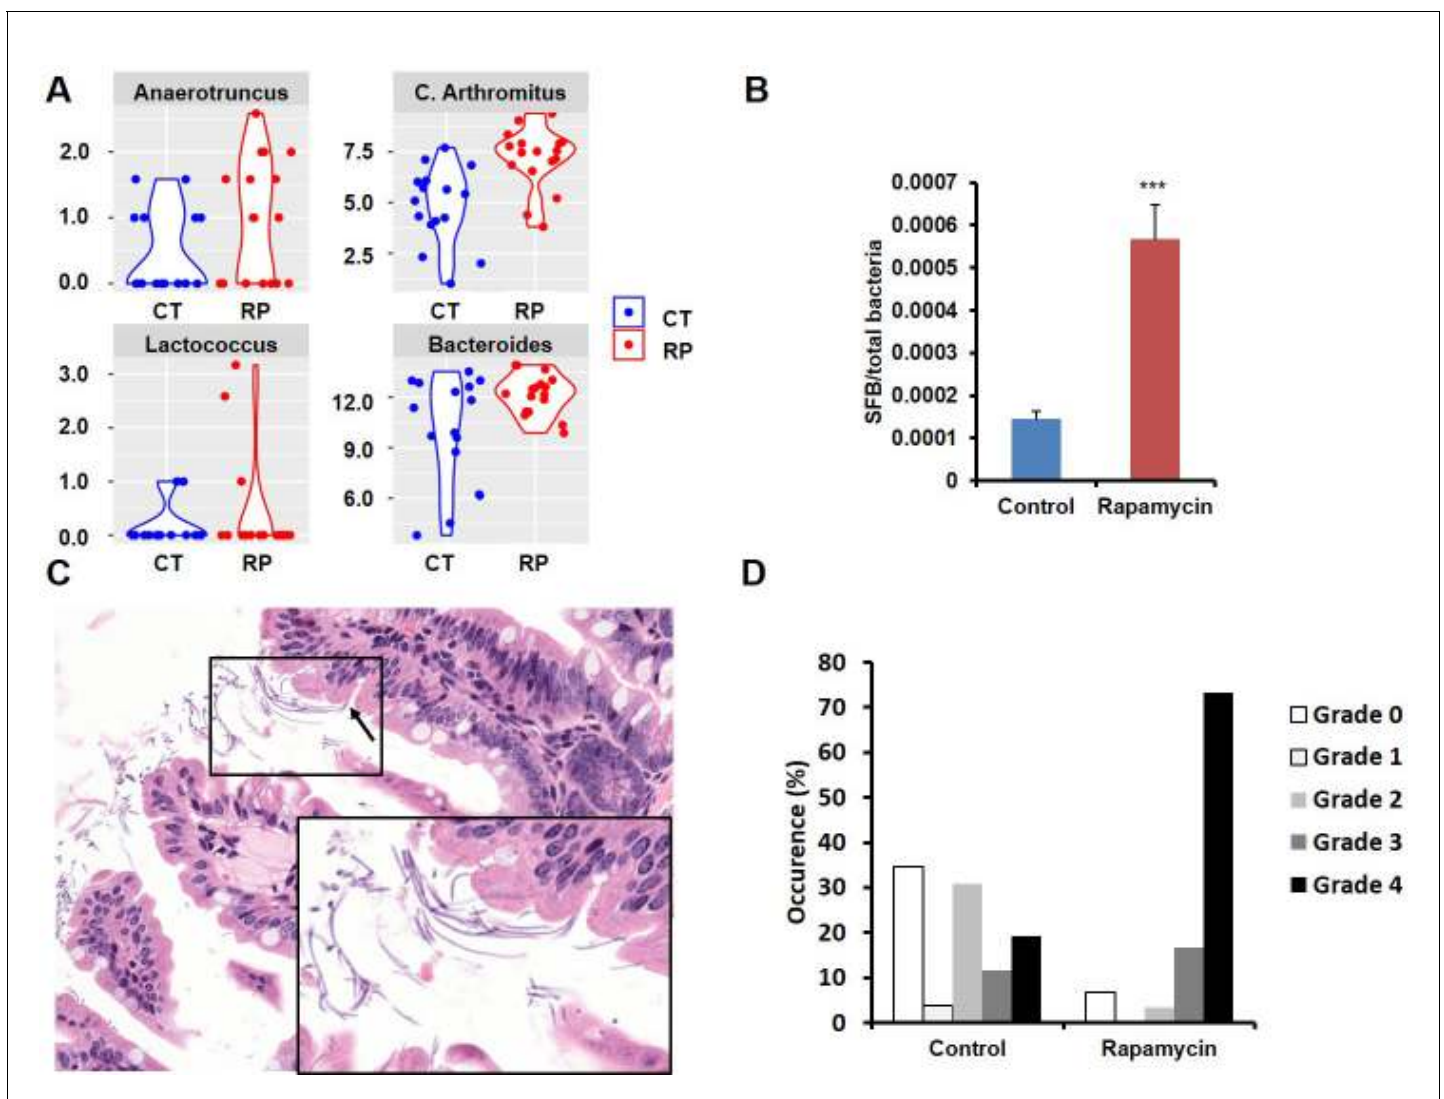 A
Anaerotruncus
2.0
1.0
0.0
CT RP
C. Arthromitus
7.5
5.0
2.5
CT RP
Lactococcus
3.0
2.0
1.0
0.0
CT RP
Bacteroides
12.0
9.0
6.0
CT RP
CT
RP
B
SFB/total bacteria
0.0007
0.0006
0.0005
0.0004
0.0003
0.0002
0.0001
0
***
Control Rapamycin
C
D
Occurence (%)
80
70
60
50
40
30
20
10
0
Control Rapamycin
Grade 0
Grade 1
Grade 2
Grade 3
Grade 4